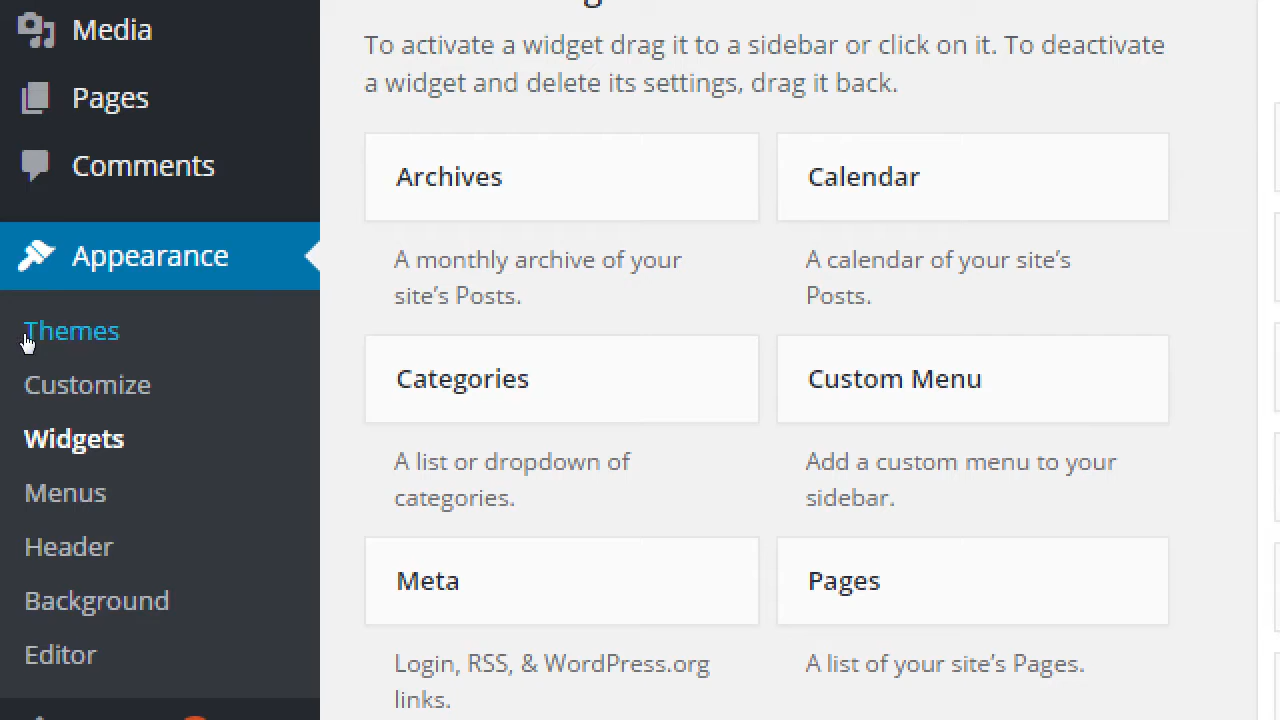 Media
Pages
Comments
Appearance
Themes
Customize
Widgets
Menus
Header
Background
Editor
To activate a widget drag it to a sidebar or click on it. To deactivate
a widget and delete its settings, drag it back.
Archives
A monthly archive of your
site’s Posts.
Calendar
A calendar of your site’s
Posts.
Categories
A list or dropdown of
categories.
Custom Menu
Add a custom menu to your
sidebar.
Meta
Login, RSS, & WordPress.org
links.
Pages
A list of your site’s Pages.